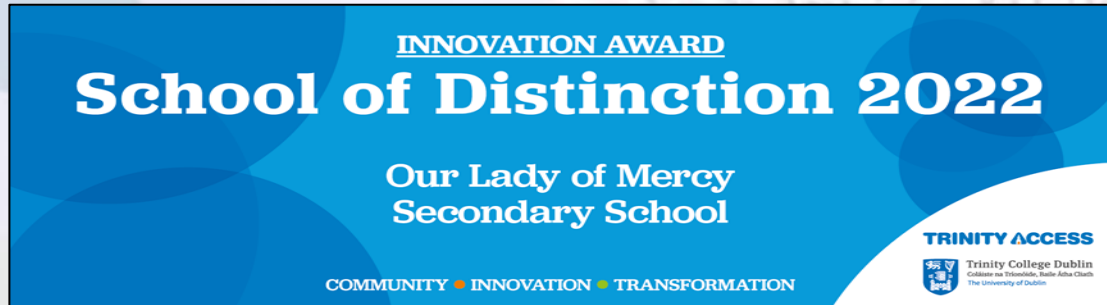 INNOVATION AWARD
School of Distinction 2022
Our Lady of Mercy
Secondary School
COMMUNITY ● INNOVATION ● TRANSFORMATION
TRINITY ACCESS
Trinity College Dublin
Coláiste na Tríonóide, Baile Átha Cliath
The University of Dublin